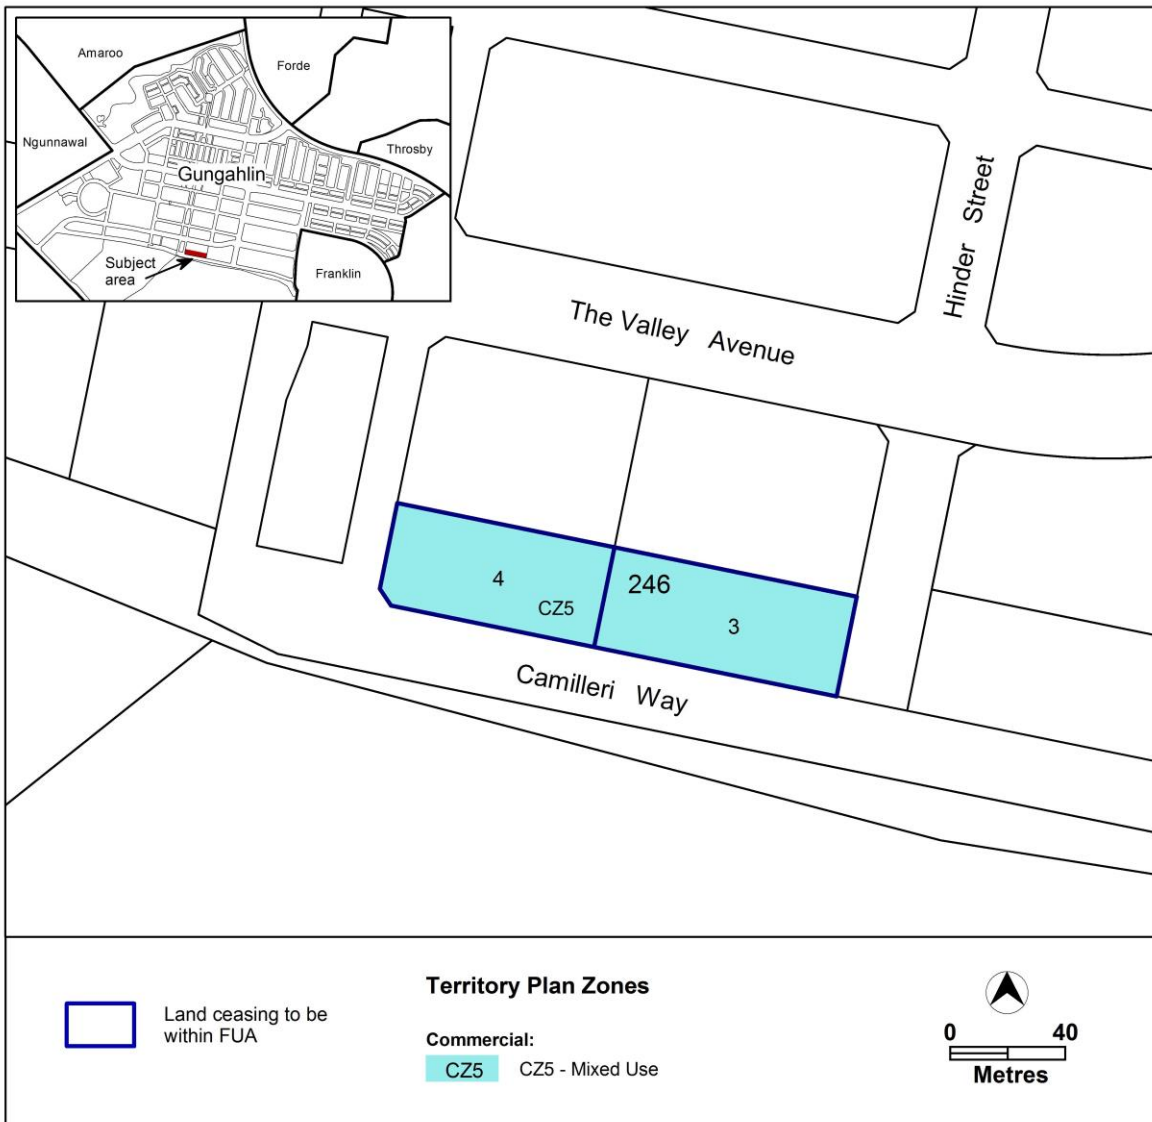 Amaroo
Forde
Ngunnawal
Throsby
Gungahlin
Subject
area
Franklin
Hinder Street
The Valley Avenue
4
CZ5
246
3
Camilleri Way
Land ceasing to be
within FUA
Territory Plan Zones
Commercial:
CZ5
CZ5 - Mixed Use
0 40
Metres